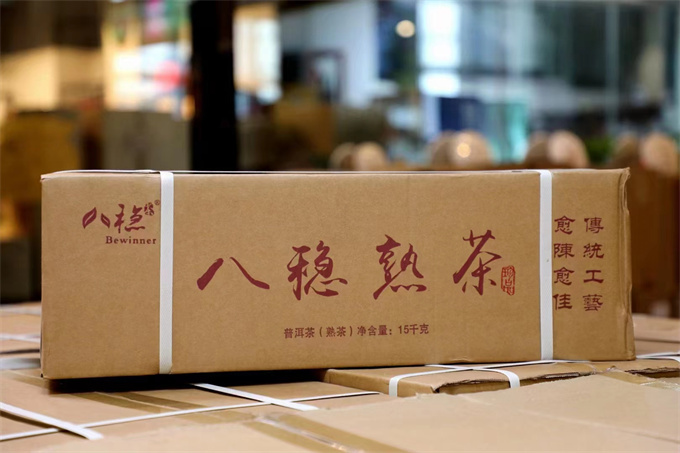 八稳
®
Bewinner
八稳熟茶
普洱茶（熟茶）净含量：15千克
傳統工藝
愈陳愈佳